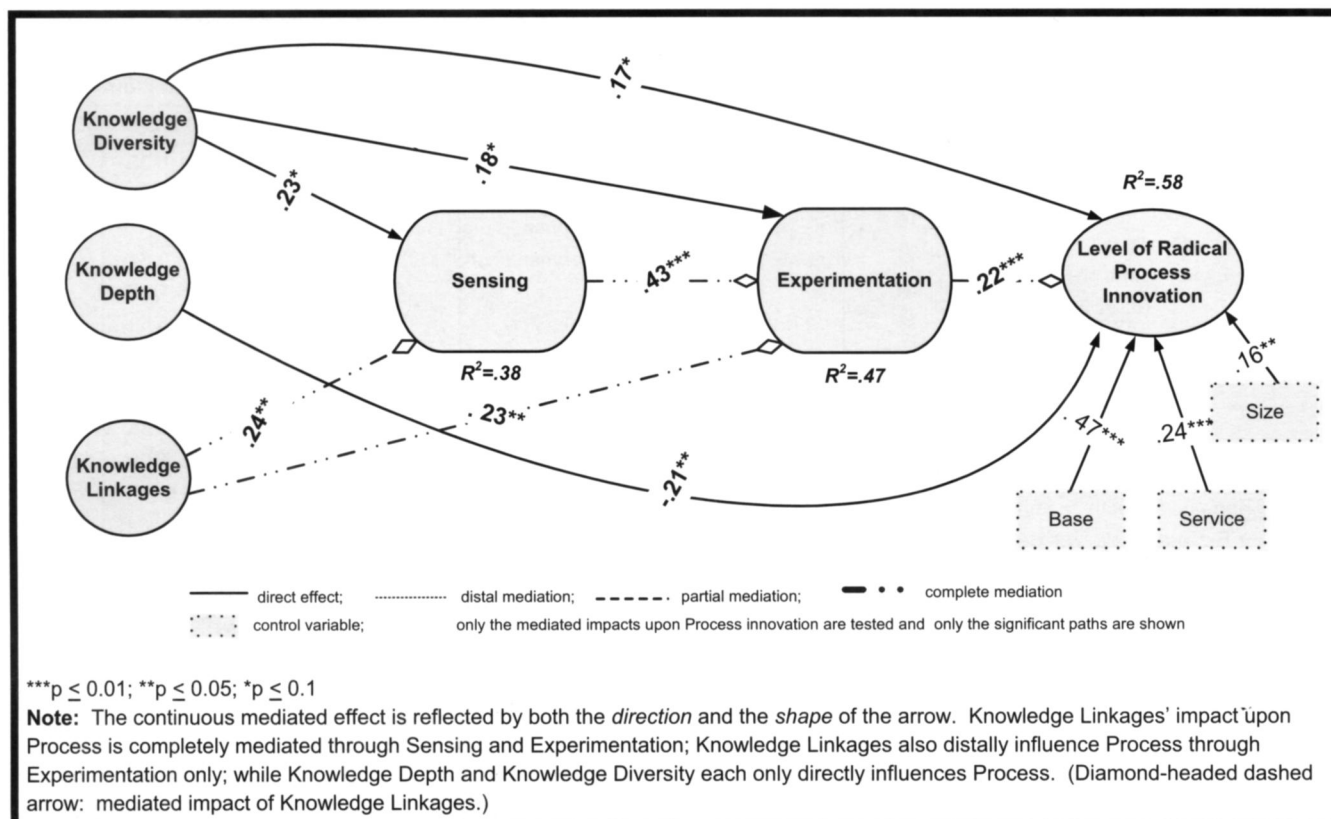 .17*
Knowledge
Diversity
.18*
.23*
R²=.58
Level of Radical
Process
Innovation
Knowledge
Depth
Sensing
.43***
Experimentation
.22***
R²=.38
R²=.47
.16**
Size
.24**
.23**
.47***
.24***
Knowledge
Linkages
-.21**
Base
Service
direct effect; distal mediation; partial mediation; complete mediation
control variable; only the mediated impacts upon Process innovation are tested and only the significant paths are shown
***p ≤ 0.01; **p ≤ 0.05; *p ≤ 0.1
Note: The continuous mediated effect is reflected by both the direction and the shape of the arrow. Knowledge Linkages' impact upon
Process is completely mediated through Sensing and Experimentation; Knowledge Linkages also distally influence Process through
Experimentation only; while Knowledge Depth and Knowledge Diversity each only directly influences Process. (Diamond-headed dashed
arrow: mediated impact of Knowledge Linkages.)